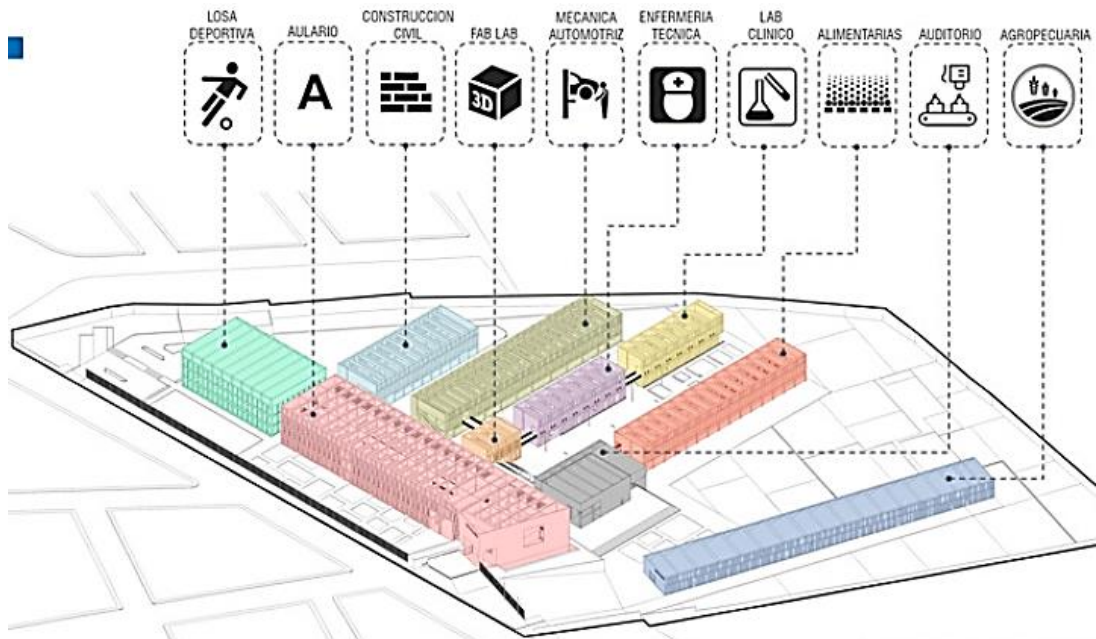 LOSA
DEPORTIVA
AULARIO
CONSTRUCCION
CIVIL
FAB LAB
MECANICA
AUTOMOTRIZ
ENFERMERIA
TECNICA
LAB
CLINICO
ALIMENTARIAS
AUDITORIO
AGROPECUARIA
A
3D